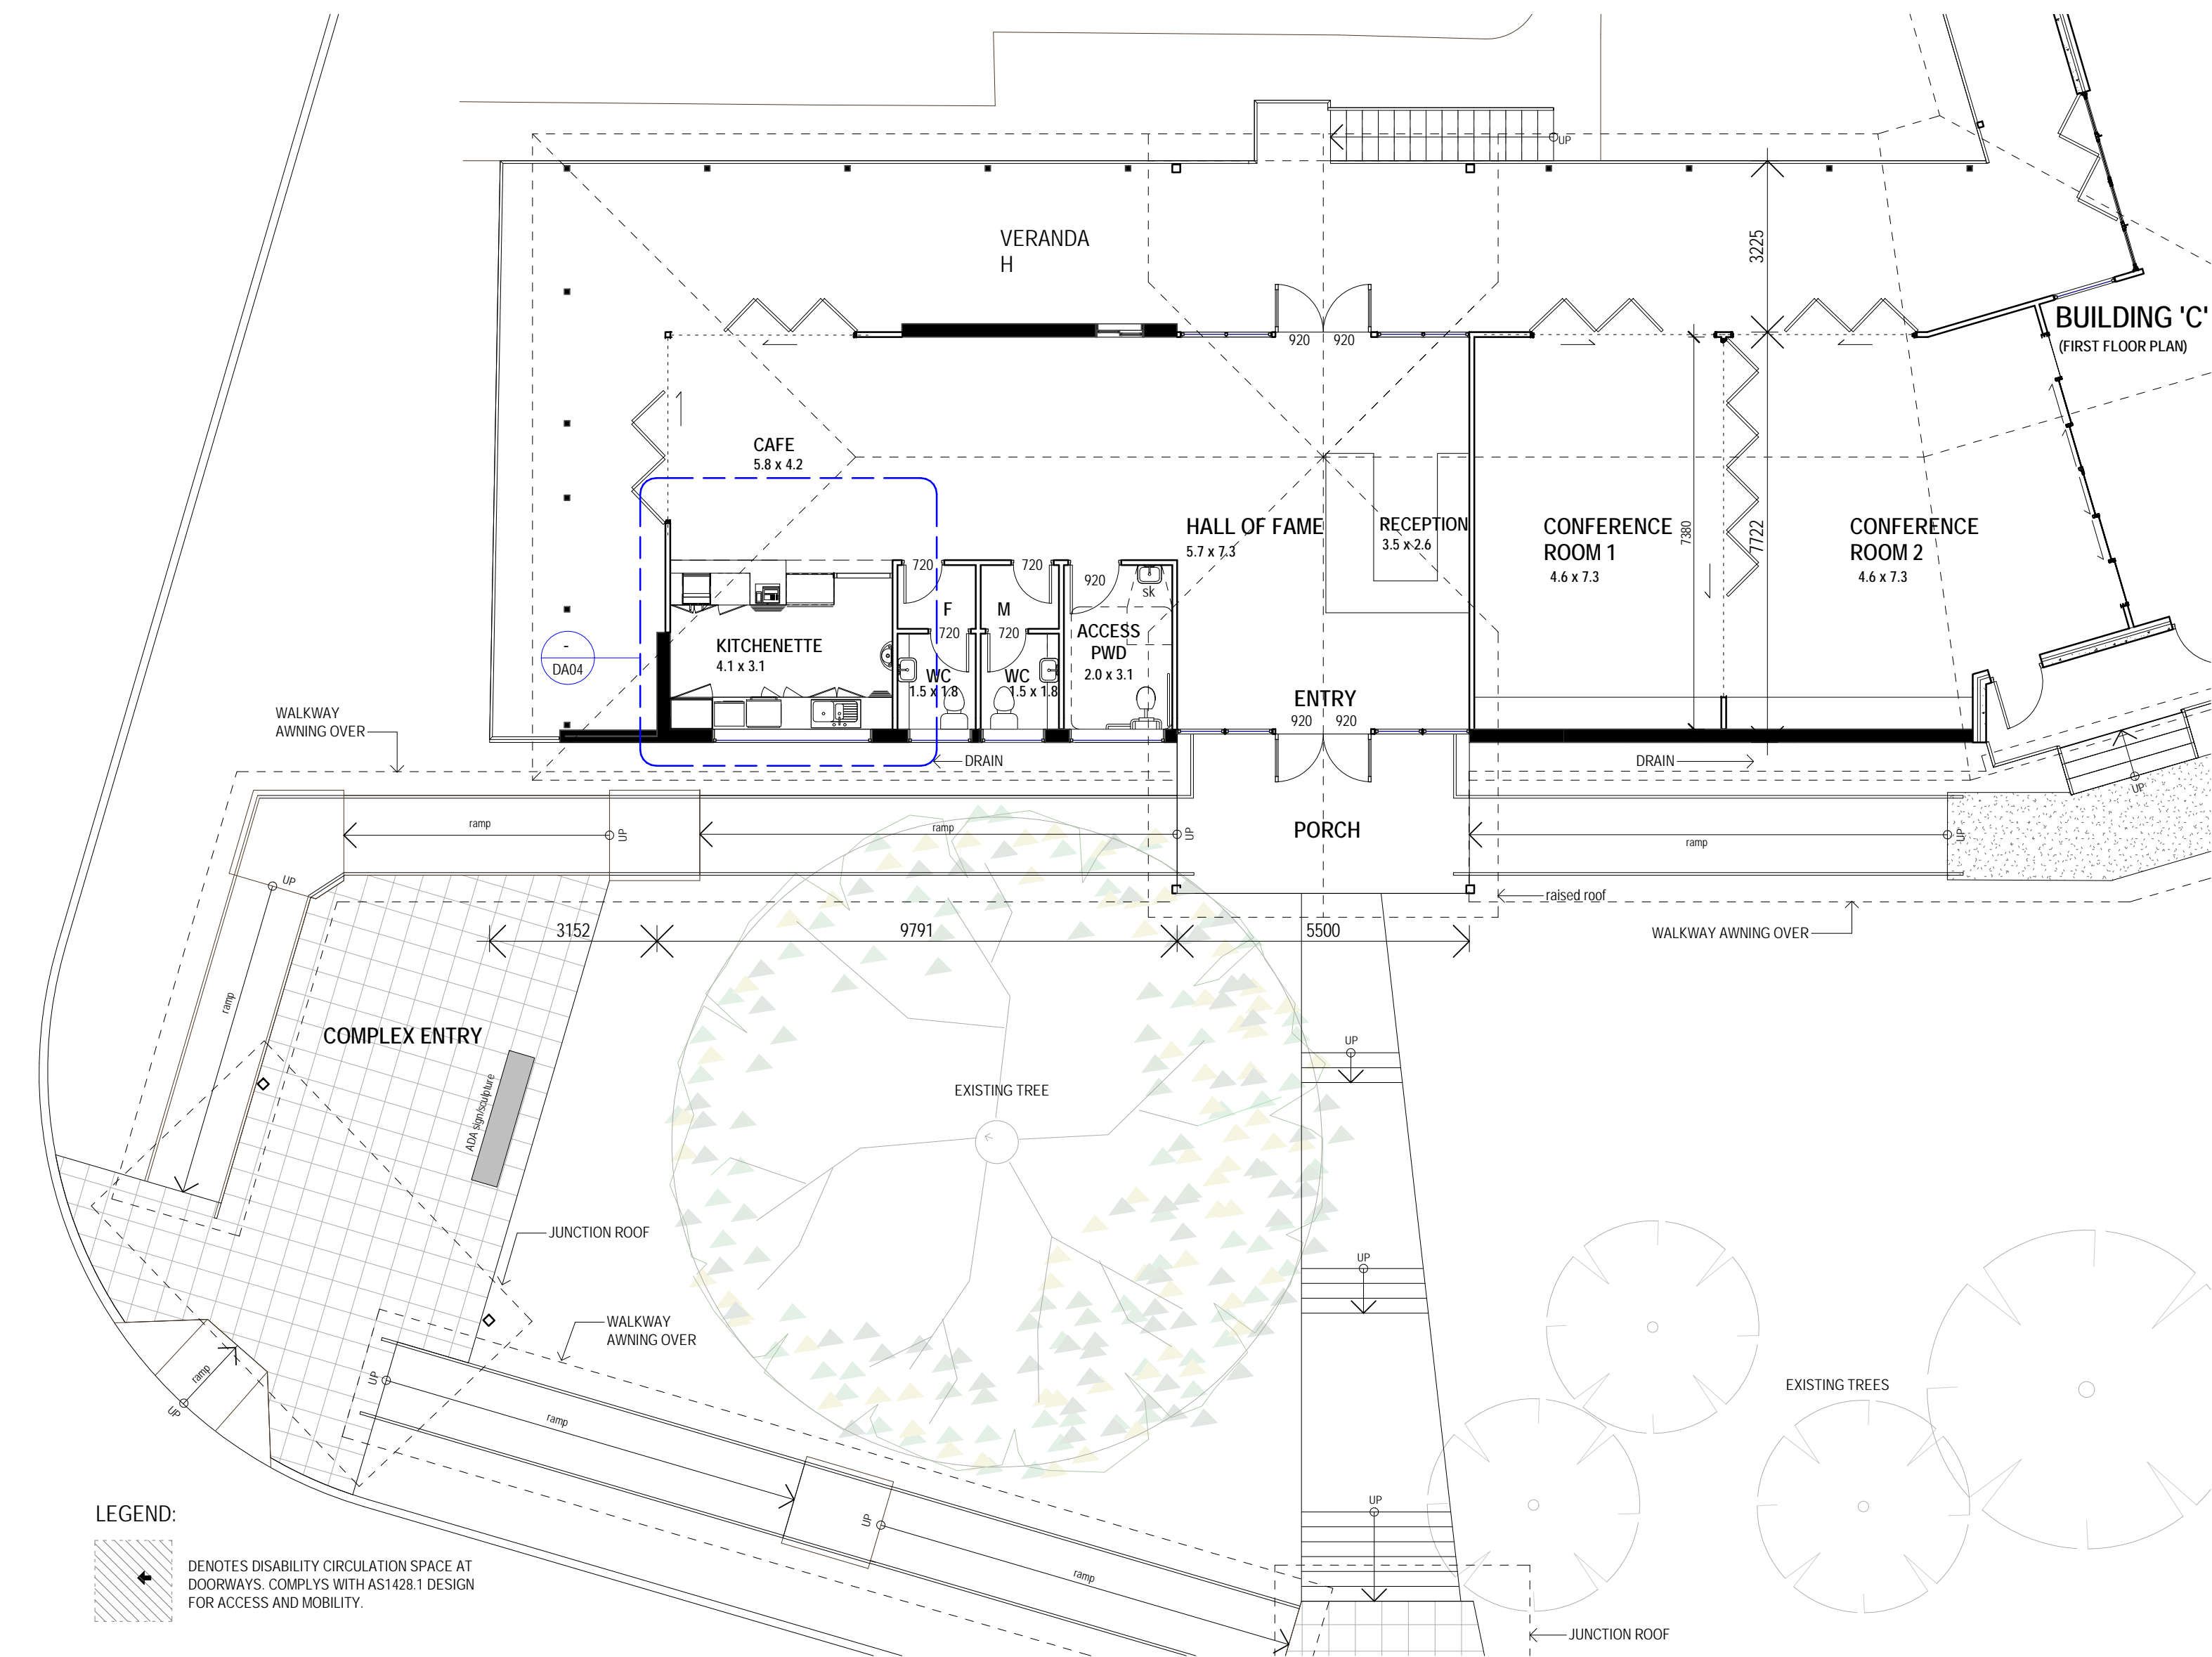 UP
VERANDA
H
3225
BUILDING 'C'
(FIRST FLOOR PLAN)
920 920
CAFE
5.8 x 4.2
HALL OF FAME
5.7 x 7.3
RECEPTION
3.5 x 2.6
CONFERENCE
ROOM 1
4.6 x 7.3
7380
7722
CONFERENCE
ROOM 2
4.6 x 7.3
720
720
920
sk
F
M
720
720
ACCESS
PWD
2.0 x 3.1
KITCHENETTE
4.1 x 3.1
WC
1.5 x 1.8
WC
1.5 x 1.8
-
DA04
ENTRY
920 920
WALKWAY
AWNING OVER
DRAIN
DRAIN
UP
ramp
UP
ramp
UP
PORCH
ramp
UP
UP
raised roof
WALKWAY AWNING OVER
3152
9791
5500
ramp
COMPLEX ENTRY
ADA sign/sculpture
EXISTING TREE
UP
JUNCTION ROOF
UP
WALKWAY
AWNING OVER
ramp
UP
UP
ramp
EXISTING TREES
UP
UP
ramp
LEGEND:
DENOTES DISABILITY CIRCULATION SPACE AT
DOORWAYS. COMPLYS WITH AS1428.1 DESIGN
FOR ACCESS AND MOBILITY.
JUNCTION ROOF